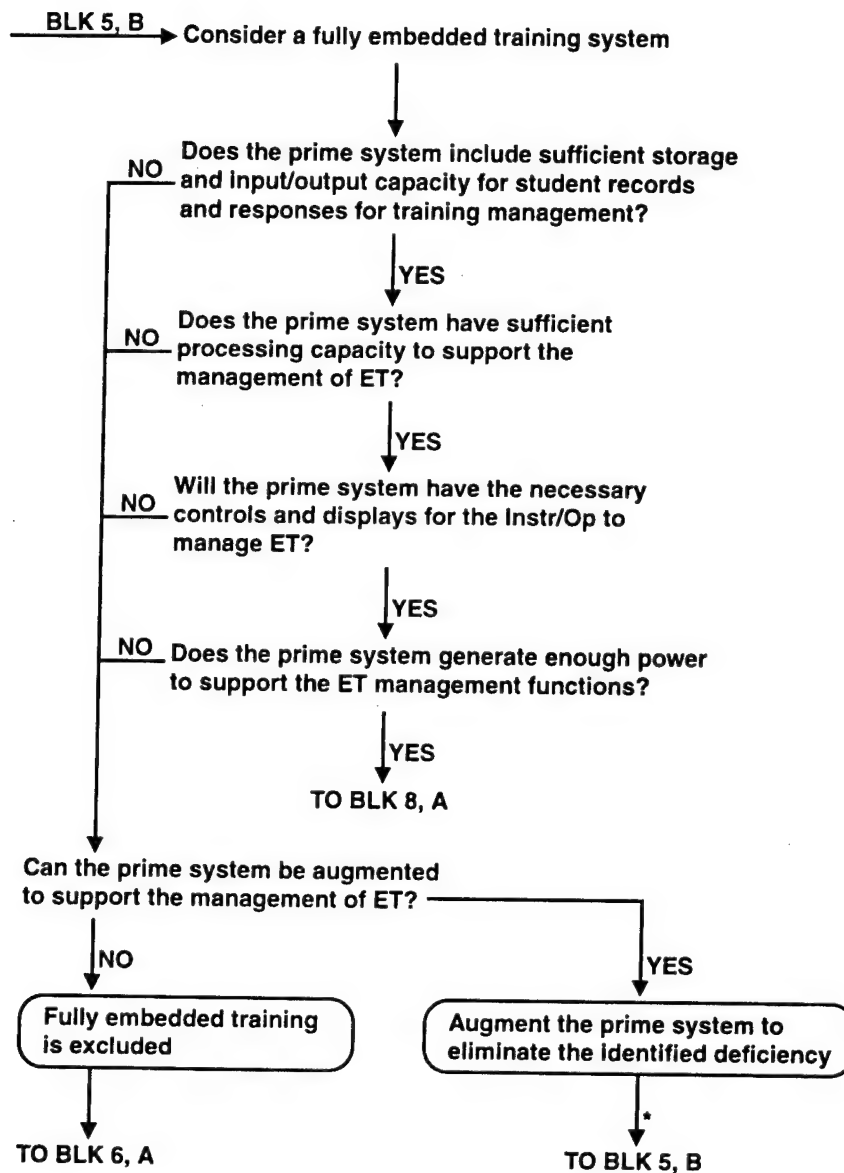 BLK 5, B
Consider a fully embedded training system
Does the prime system include sufficient storage
NO
and input/output capacity for student records
and responses for training management?
YES
Does the prime system have sufficient
NO
processing capacity to support the
management of ET?
YES
Will the prime system have the necessary
NO
controls and displays for the Instr/Op to
manage ET?
YES
NO
Does the prime system generate enough power
to support the ET management functions?
YES
TO BLK 8, A
Can the prime system be augmented
to support the management of ET?
NO
YES
Fully embedded training
is excluded
Augment the prime system to
eliminate the identified deficiency
*
TO BLK 6, A
TO BLK 5, B